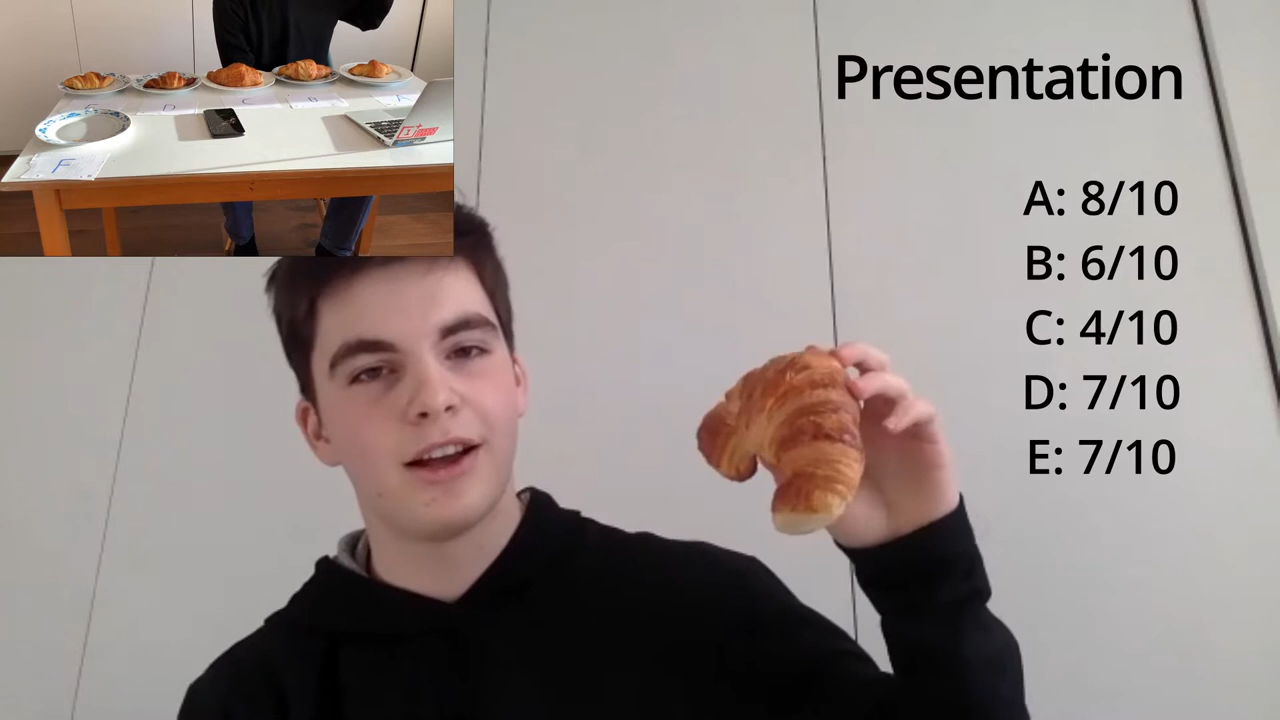 Presentation
A: 8/10
B: 6/10
C: 4/10
D: 7/10
E: 7/10
E D C B A
F